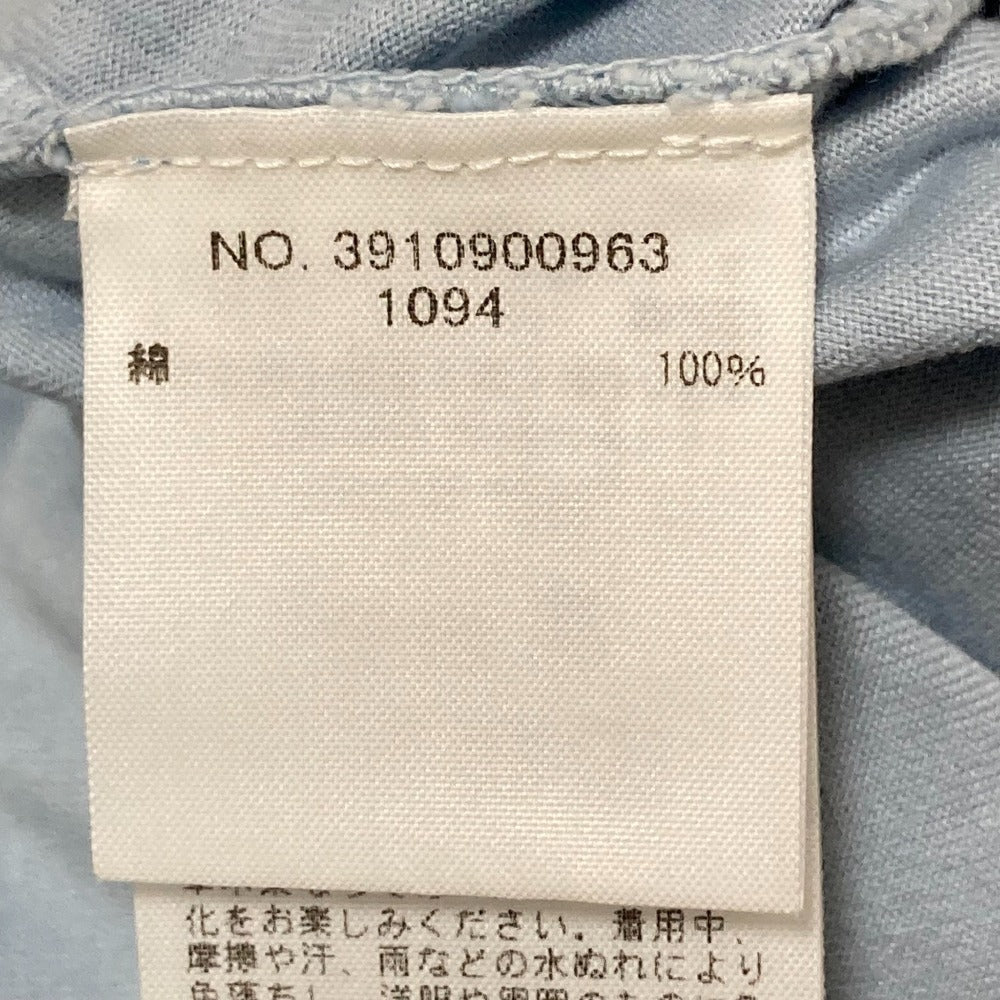 NO. 3910900963
1094
綿 100%
化をお楽しみください。着用中、
摩擦や汗、雨などの水ぬれにより